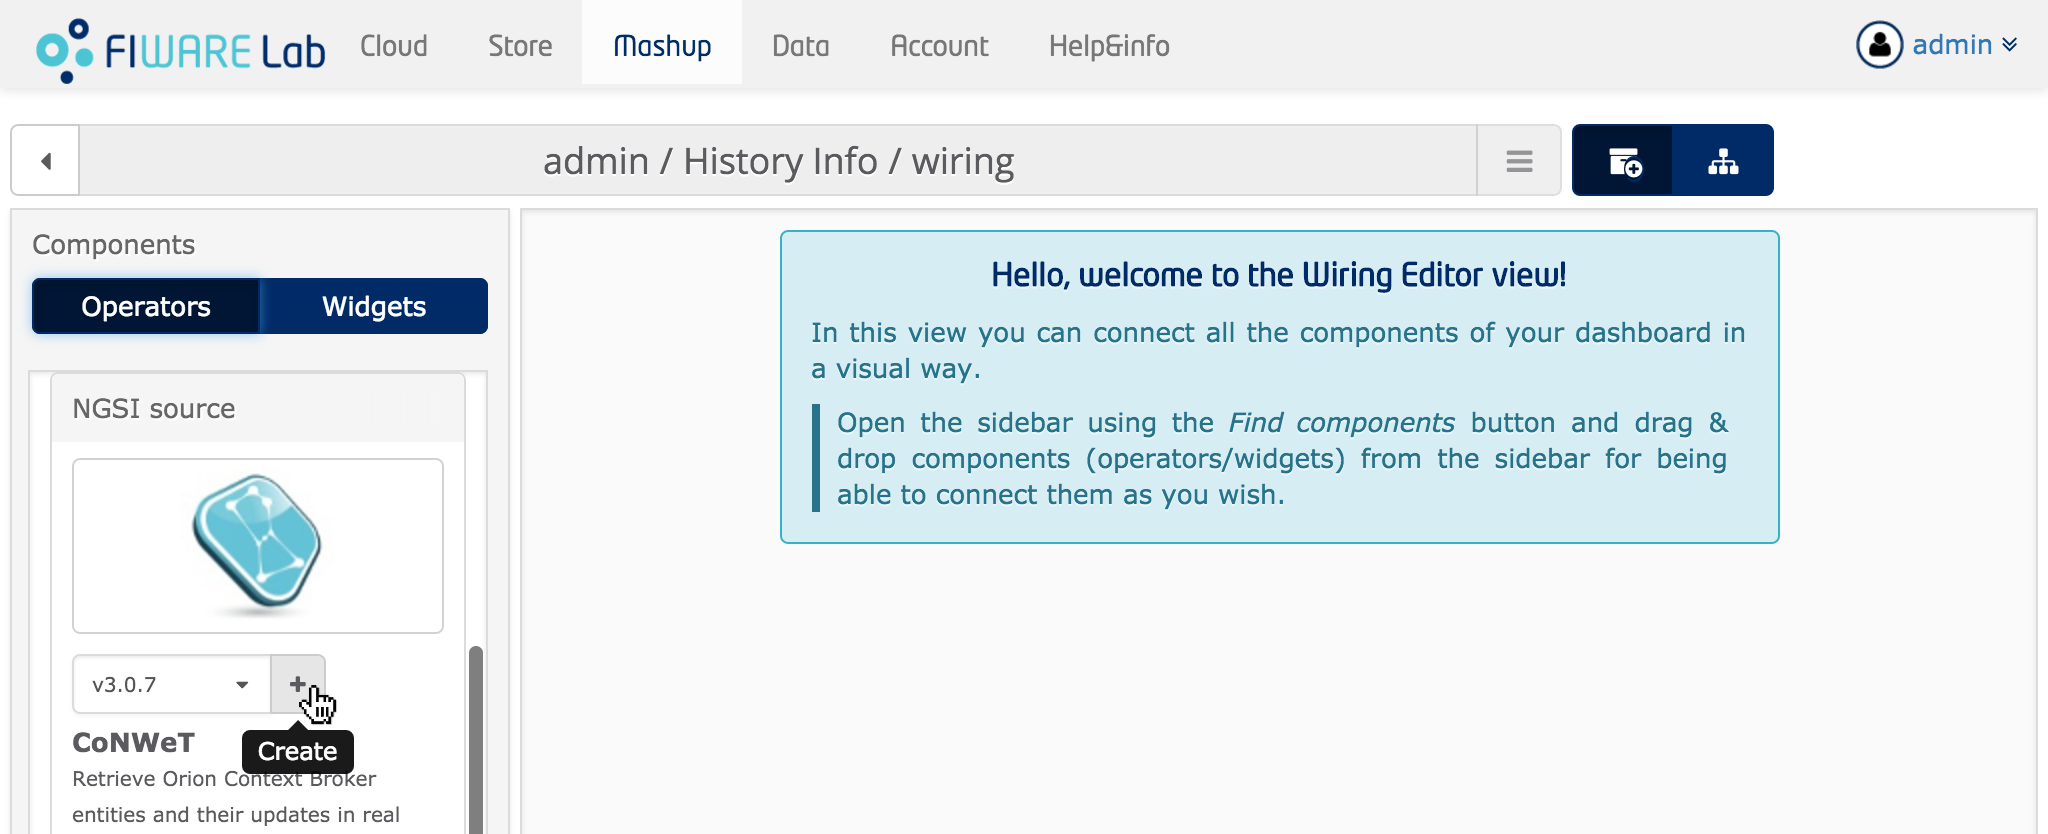 FIWARE Lab
Cloud
Store
Mashup
Data
Account
Help&info
admin
admin / History Info / wiring
Components
Operators
Widgets
NGSI source
v3.0.7
Create
CoNWeT
Retrieve Orion Context Broker
entities and their updates in real
Hello, welcome to the Wiring Editor view!
In this view you can connect all the components of your dashboard in
a visual way.
Open the sidebar using the Find components button and drag &
drop components (operators/widgets) from the sidebar for being
able to connect them as you wish.